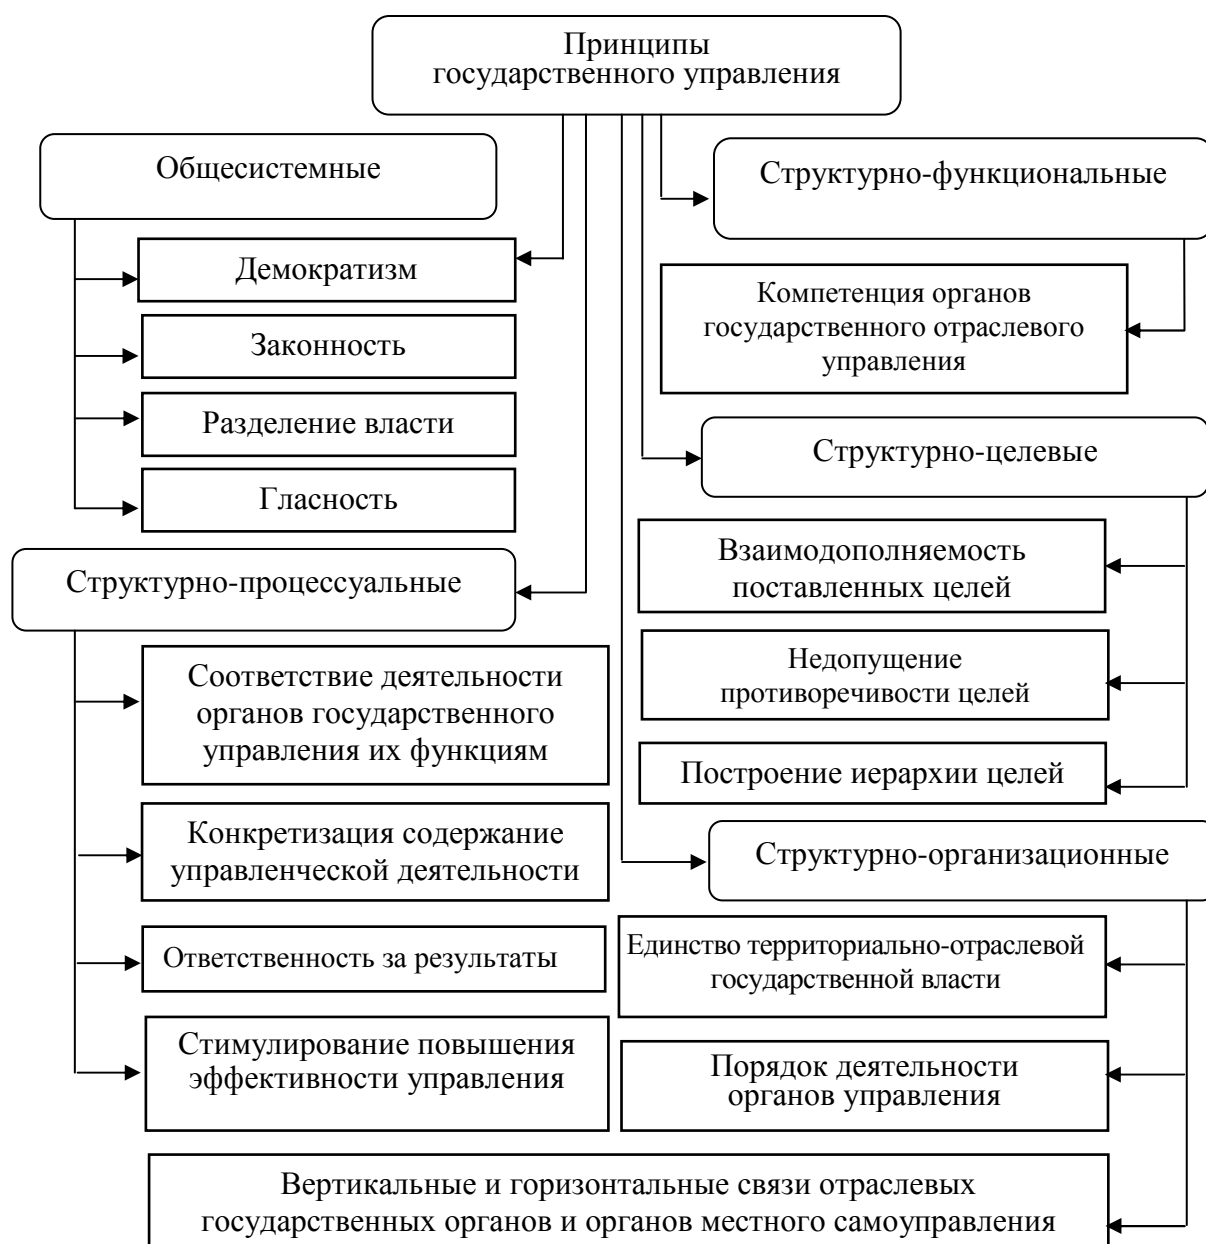 Принципы
государственного управления
Общесистемные
Демократизм
Законность
Разделение власти
Гласность
Структурно-процессуальные
Соответствие деятельности
органов государственного
управления их функциям
Конкретизация содержание
управленческой деятельности
Ответственность за результаты
Стимулирование повышения
эффективности управления
Структурно-функциональные
Компетенция органов
государственного отраслевого
управления
Структурно-целевые
Взаимодополняемость
поставленных целей
Недопущение
противоречивости целей
Построение иерархии целей
Структурно-организационные
Единство территориально-отраслевой
государственной власти
Порядок деятельности
органов управления
Вертикальные и горизонтальные связи отраслевых
государственных органов и органов местного самоуправления